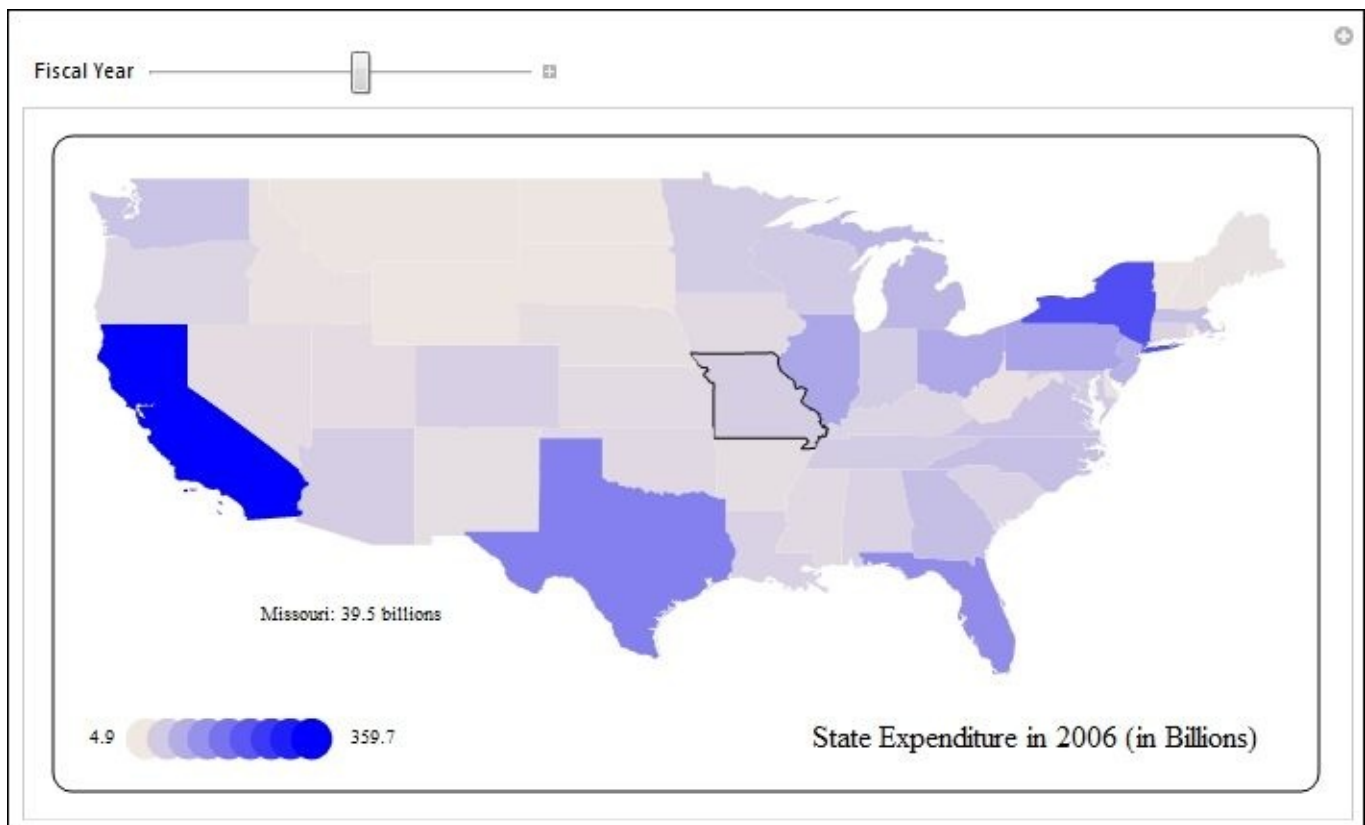 Fiscal Year
Missouri: 39.5 billions
4.9
359.7
State Expenditure in 2006 (in Billions)